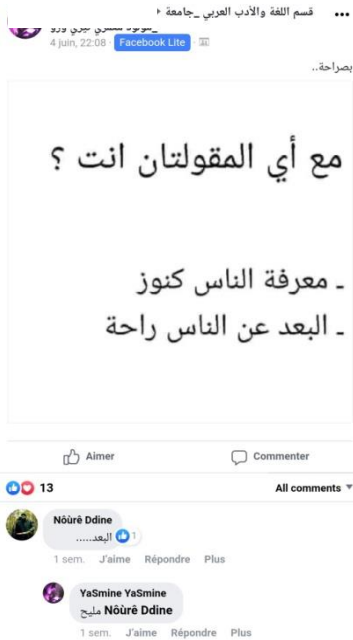 قسم اللغة والأدب العربي _جامعة
4 juin, 22:08 · Facebook Lite ·
بصراحة..
مع أي المقولتان انت ؟
ـ معرفة الناس كنوز
ـ البعد عن الناس راحة
Aimer
Commenter
13
All comments
Nôùrê Ddine
البعد.....
1
1 sem. J'aime Répondre Plus
YaSmine YaSmine
Nôùrê Ddine مليح
1 sem. J'aime Répondre Plus